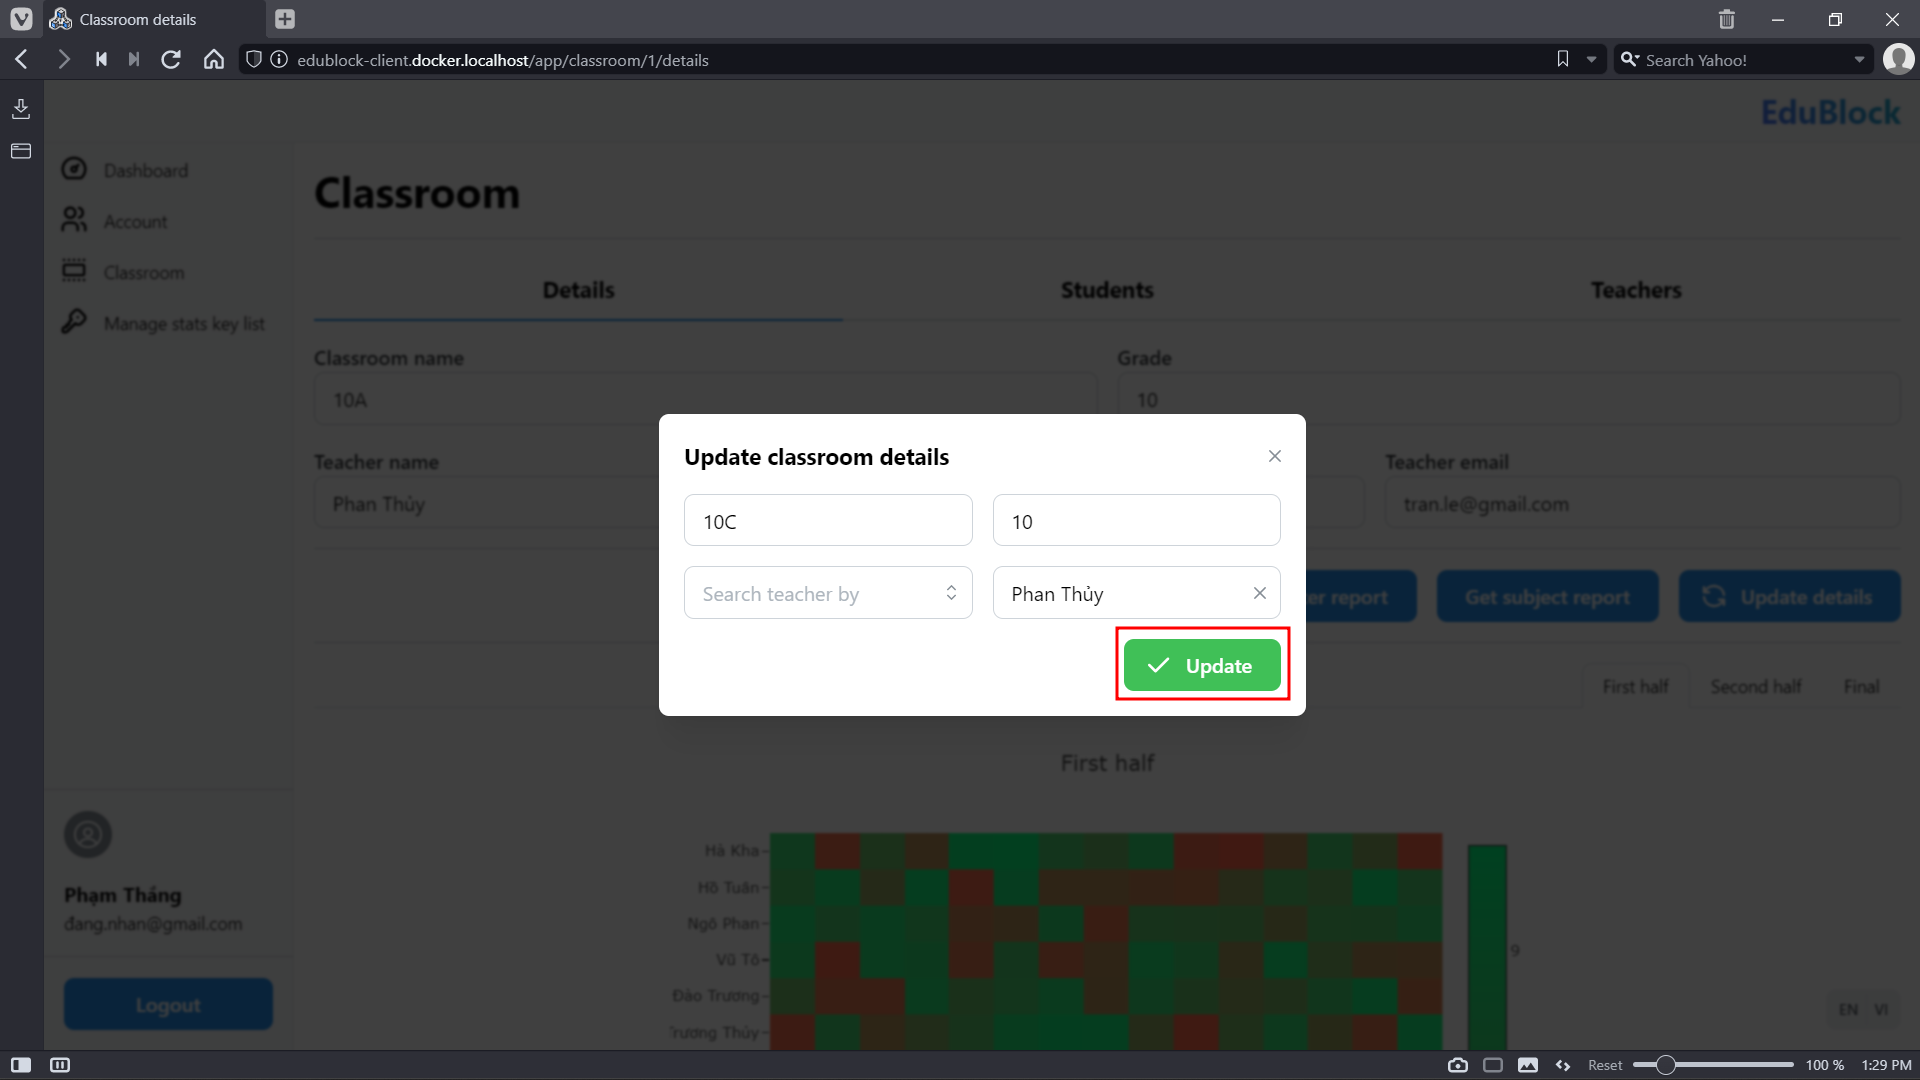 Classroom details
edublock-client.docker.localhost/app/classroom/1/details
Search Yahoo!
EduBlock
Dashboard
Account
Classroom
Manage stats key list
Classroom
Details
Students
Teachers
Classroom name
Grade
10A
10
Teacher name
Teacher email
Phan Thủy
tran.le@gmail.com
Update classroom details
10C
10
Search teacher by
Phan Thủy
Update
report
Get subject report
Update details
First half
Second half
Final
First half
Hà Kha
Hồ Tuấn
Ngô Phan
Vũ Tô
Đào Trương
Trương Thủy
9
Phạm Thắng
đang.nhan@gmail.com
Logout
EN
VI
Reset
100 %
1:29 PM